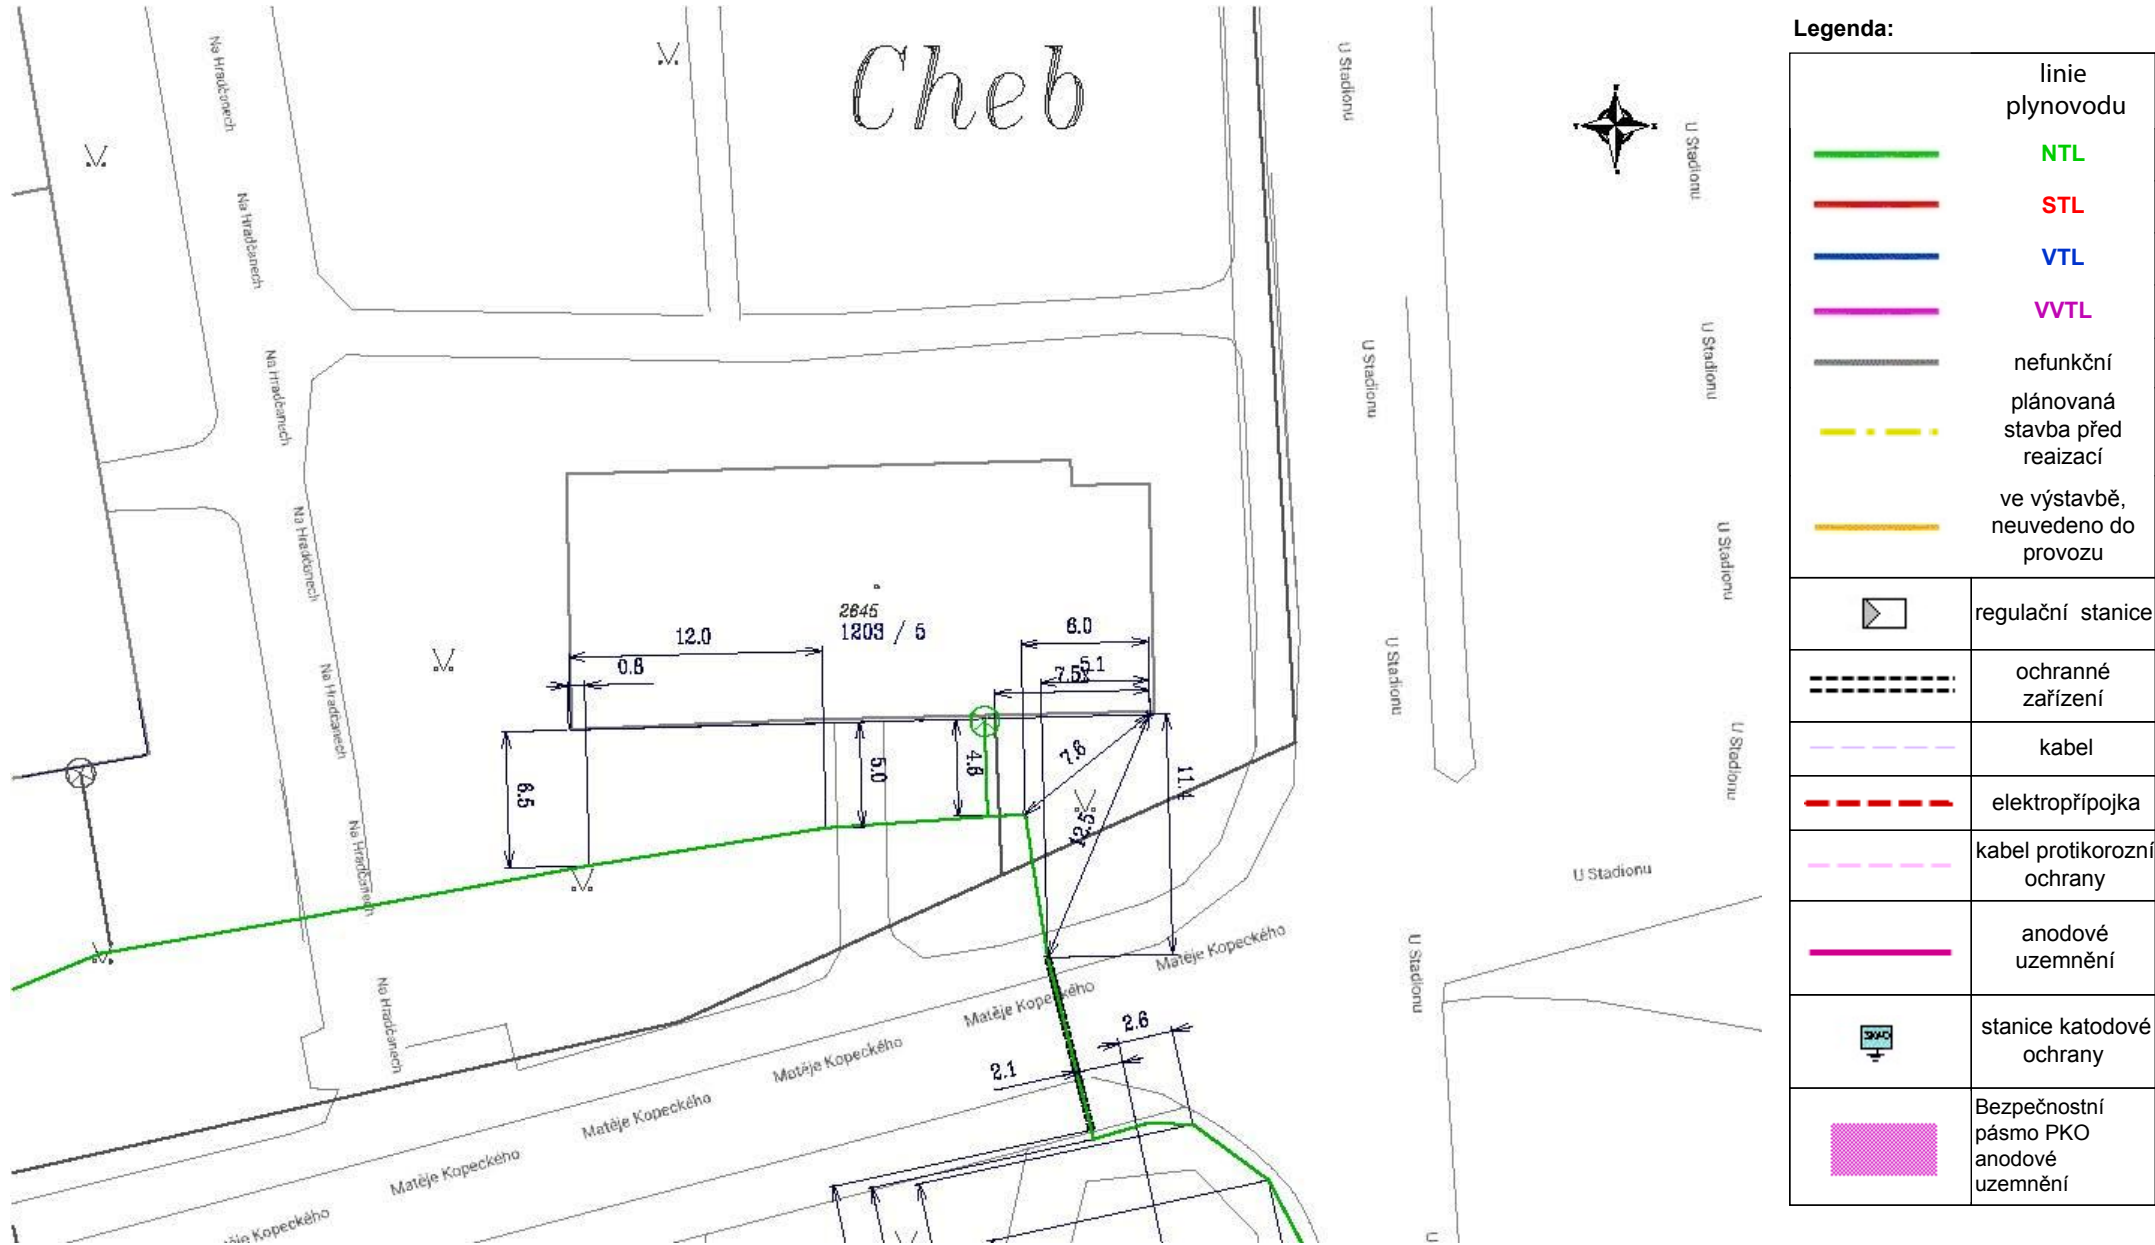 Cheb
Na Hradčanech
Na Hradčanech
Na Hradčanech
Na Hradčanech
Na Hradčanech
Na Hradčanech
Na Hradčanech
U Stadionu
U Stadionu
U Stadionu
U Stadionu
U Stadionu
U Stadionu
U Stadionu
U Stadionu
U Stadionu
U
2645
1203 / 5
12.0
0.8
6.0
5.1
7.5
6.5
5.0
4.8
7.6
12.5
11.4
2.6
2.1
Matěje Kopeckého
Matěje Kopeckého
Matěje Kopeckého
Matěje Kopeckého
Matěje Kopeckého
těje Kopeckého
Legenda:
linie
plynovodu
NTL
STL
VTL
VVTL
nefunkční
plánovaná
stavba před
reaizací
ve výstavbě,
neuvedeno do
provozu
regulační stanice
ochranné
zařízení
kabel
elektropřípojka
kabel protikorozní
ochrany
anodové
uzemnění
stanice katodové
ochrany
Bezpečnostní
pásmo PKO
anodové
uzemnění